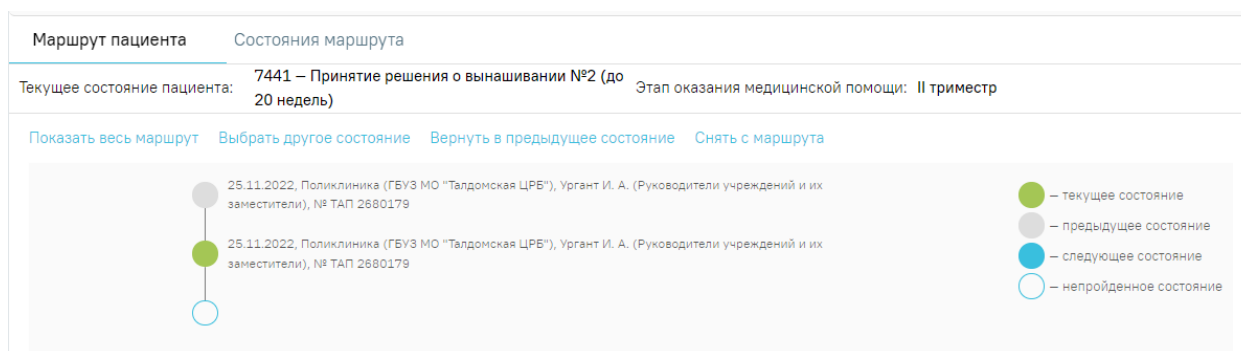 Маршрут пациента Состояния маршрута
Текущее состояние пациента: 7441 – Принятие решения о вынашивании №2 (до
20 недель) Этап оказания медицинской помощи: II триместр
Показать весь маршрут Выбрать другое состояние Вернуть в предыдущее состояние Снять с маршрута
25.11.2022, Поликлиника (ГБУЗ МО "Талдомская ЦРБ"), Ургант И. А. (Руководители учреждений и их
заместители), № ТАП 2680179
25.11.2022, Поликлиника (ГБУЗ МО "Талдомская ЦРБ"), Ургант И. А. (Руководители учреждений и их
заместители), № ТАП 2680179
– текущее состояние
– предыдущее состояние
– следующее состояние
– непройденное состояние